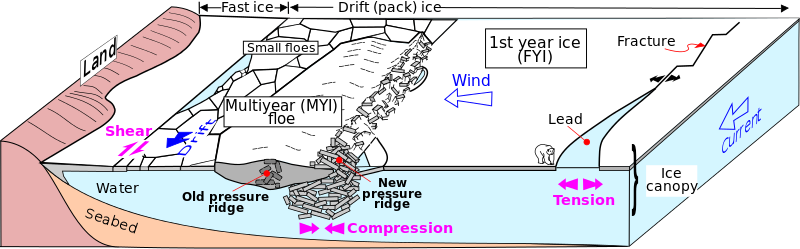 Fast ice
Drift (pack) ice
Small floes
1st year ice
(FYI)
Fracture
Land
Wind
Multiyear (MYI)
floe
Shear
Drift
Lead
Current
Water
Old pressure
ridge
New
pressure
ridge
Ice
canopy
Tension
Seabed
Compression